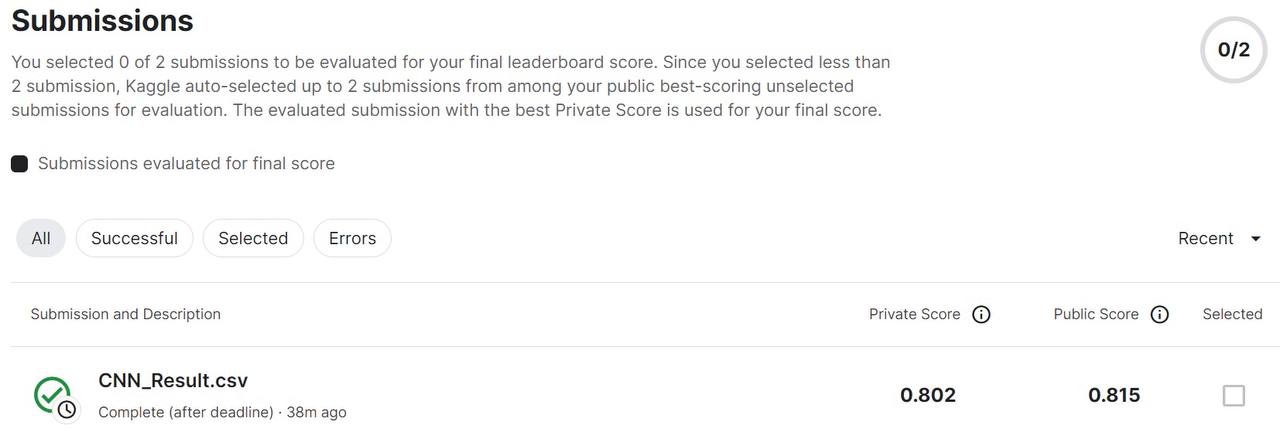 Submissions
0/2
You selected 0 of 2 submissions to be evaluated for your final leaderboard score. Since you selected less than
2 submission, Kaggle auto-selected up to 2 submissions from among your public best-scoring unselected
submissions for evaluation. The evaluated submission with the best Private Score is used for your final score.
Submissions evaluated for final score
All Successful Selected Errors Recent
Submission and Description Private Score Public Score Selected
CNN_Result.csv
Complete (after deadline) · 38m ago
0.802 0.815